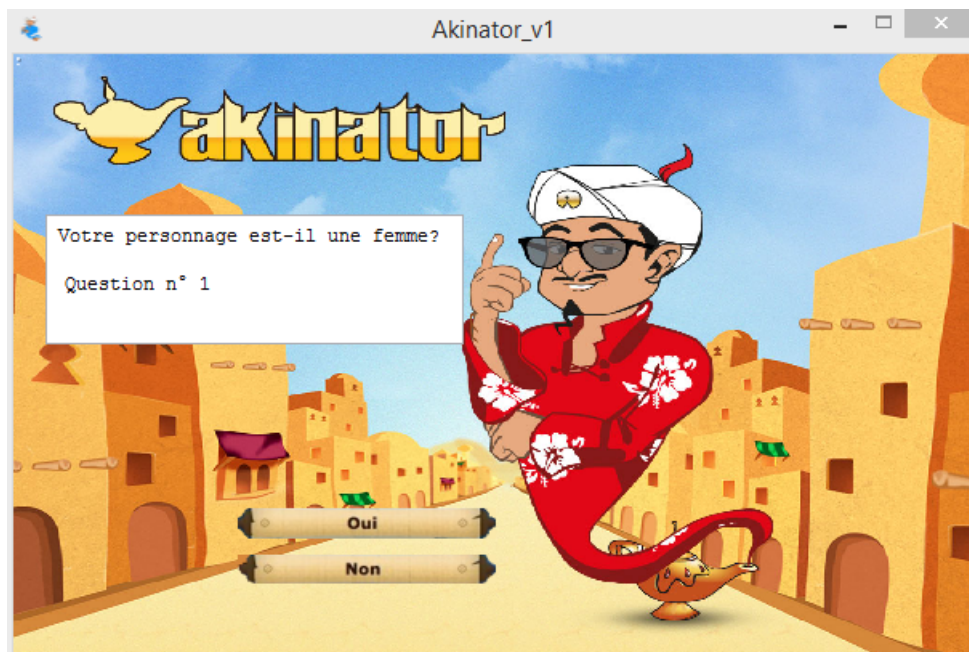 Akinator_v1
akinator
Votre personnage est-il une femme?
Question n° 1
Oui
Non